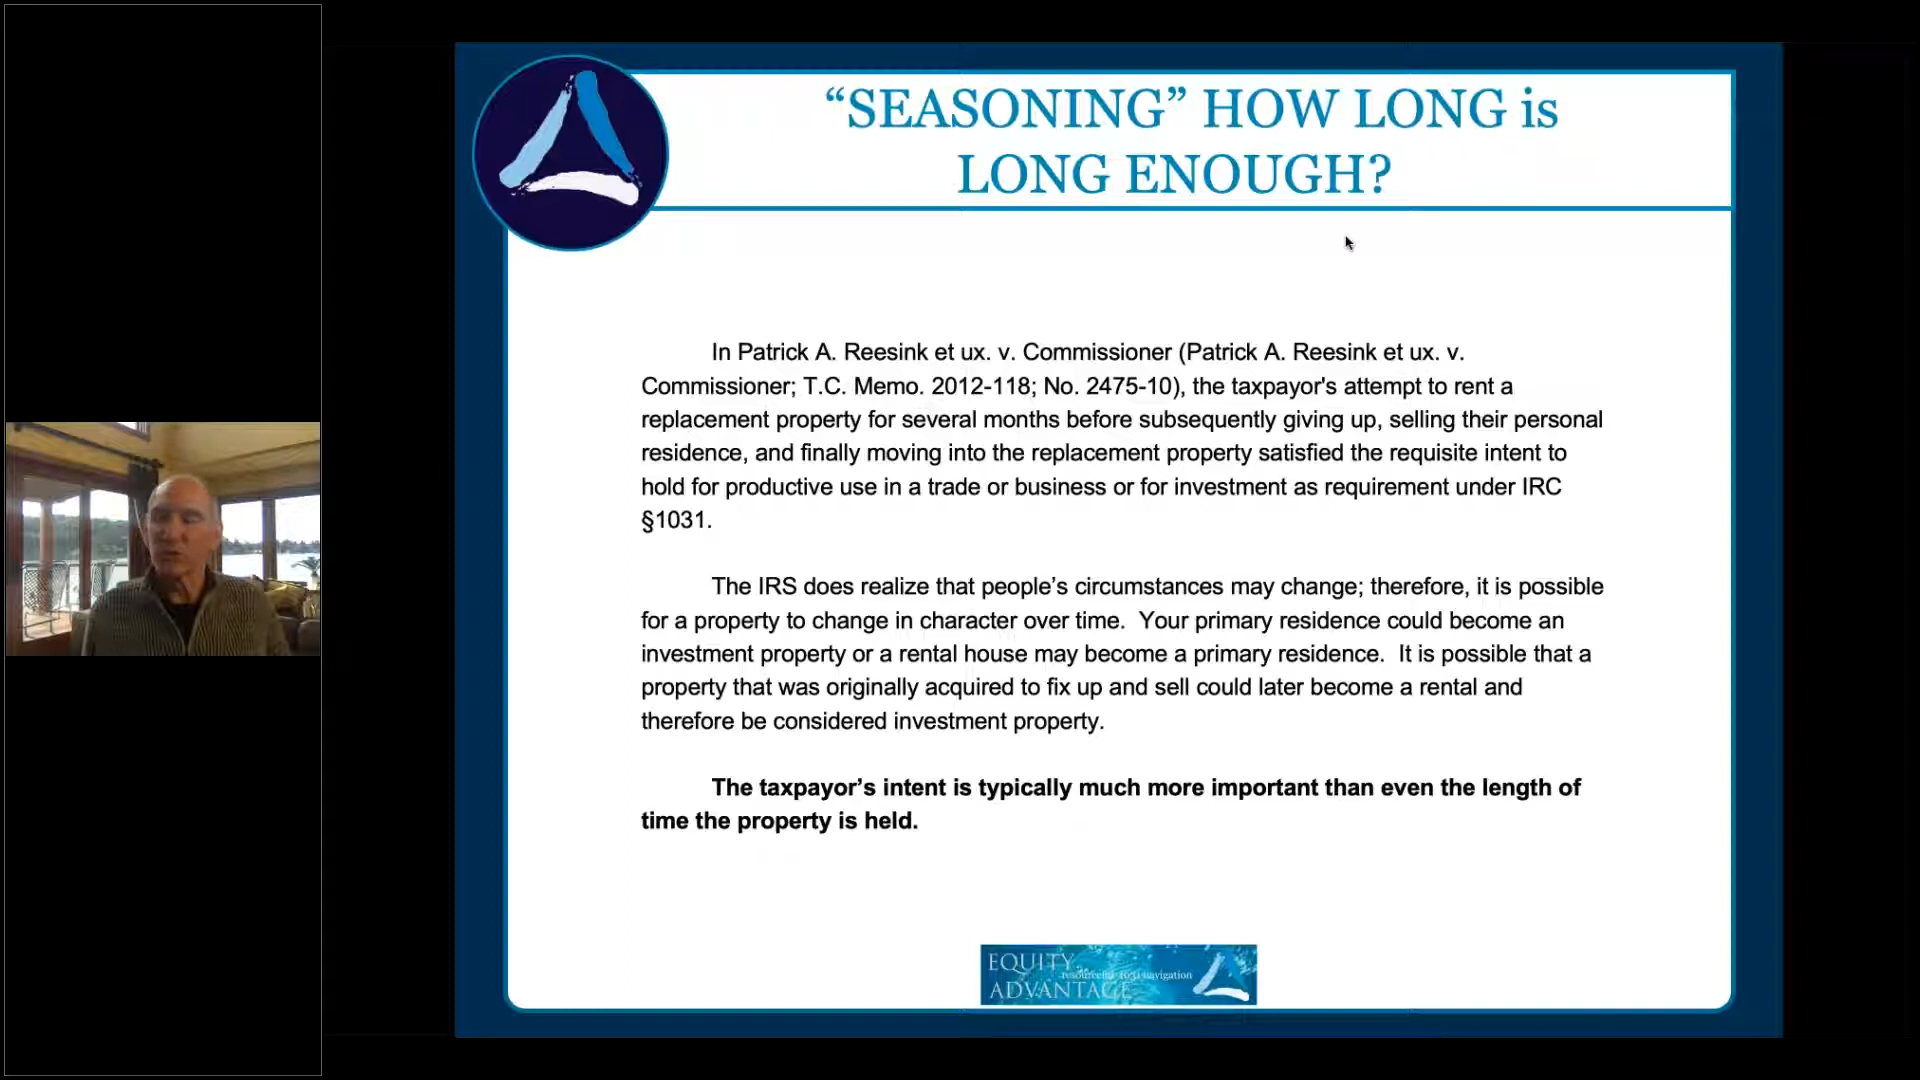 “SEASONING” HOW LONG is
LONG ENOUGH?
In Patrick A. Reesink et ux. v. Commissioner (Patrick A. Reesink et ux. v.
Commissioner; T.C. Memo. 2012-118; No. 2475-10), the taxpayor's attempt to rent a
replacement property for several months before subsequently giving up, selling their personal
residence, and finally moving into the replacement property satisfied the requisite intent to
hold for productive use in a trade or business or for investment as requirement under IRC
§1031.
The IRS does realize that people’s circumstances may change; therefore, it is possible
for a property to change in character over time. Your primary residence could become an
investment property or a rental house may become a primary residence. It is possible that a
property that was originally acquired to fix up and sell could later become a rental and
therefore be considered investment property.
The taxpayor’s intent is typically much more important than even the length of
time the property is held.
EQUITY
resourceful 1031 navigation
ADVANTAGE